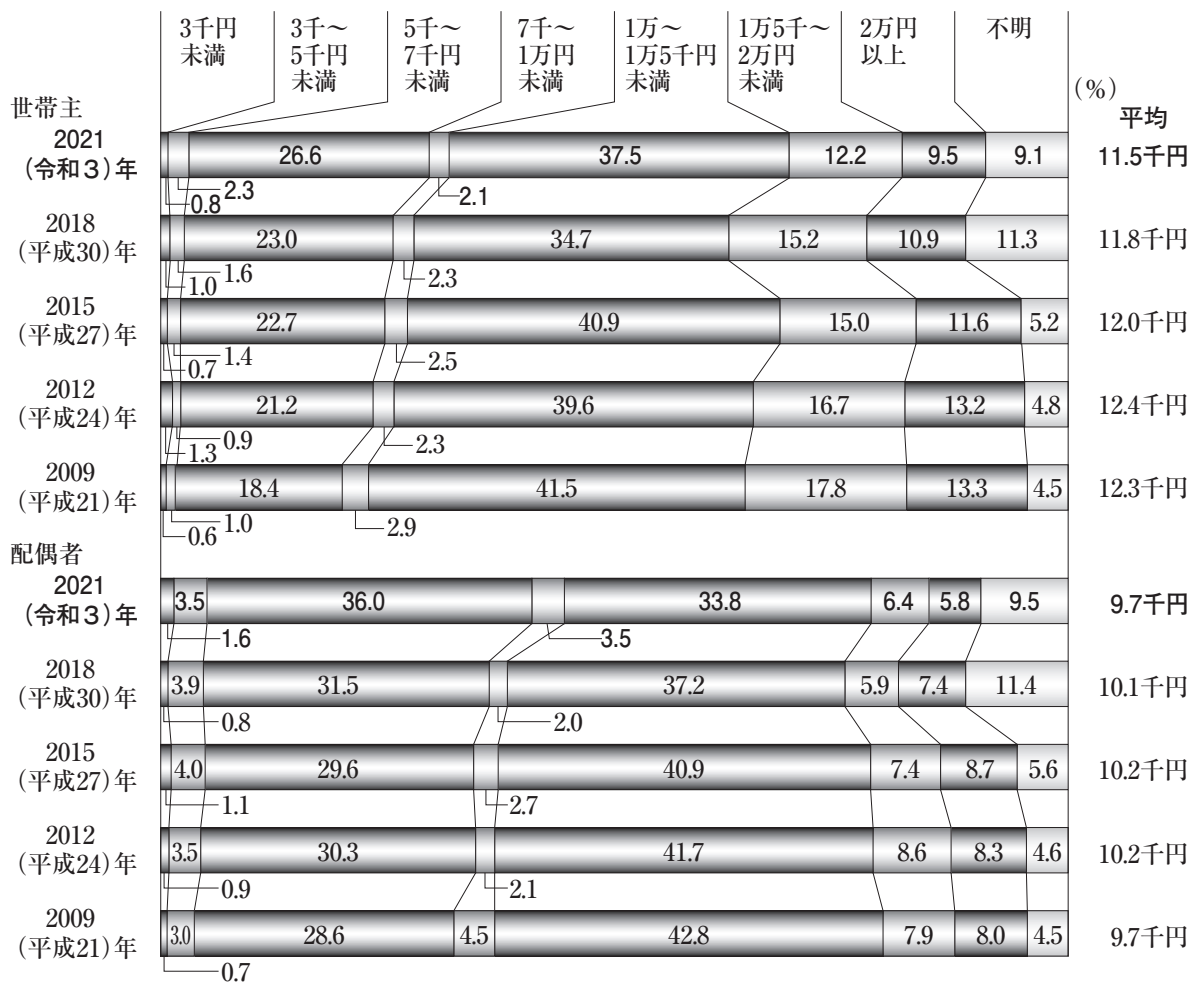 3千円
未満
3千～
5千円
未満
5千～
7千円
未満
7千～
1万円
未満
1万～
1万5千円
未満
1万5千～
2万円
未満
2万円
以上
不明
(％)
世帯主
平均
2021
（令和3）年
26.6 37.5 12.2 9.5 9.1 11.5千円
2.3 2.1
0.8
2018
（平成30）年
23.0 34.7 15.2 10.9 11.3 11.8千円
1.6 2.3
1.0
2015
（平成27）年
22.7 40.9 15.0 11.6 5.2 12.0千円
1.4 2.5
0.7
2012
（平成24）年
21.2 39.6 16.7 13.2 4.8 12.4千円
0.9 2.3
1.3
2009
（平成21）年
18.4 41.5 17.8 13.3 4.5 12.3千円
1.0 2.9
0.6
配偶者
2021
（令和3）年
3.5 36.0 33.8 6.4 5.8 9.5 9.7千円
1.6 3.5
2018
（平成30）年
3.9 31.5 37.2 5.9 7.4 11.4 10.1千円
0.8 2.0
2015
（平成27）年
4.0 29.6 40.9 7.4 8.7 5.6 10.2千円
1.1 2.7
2012
（平成24）年
3.5 30.3 41.7 8.6 8.3 4.6 10.2千円
0.9 2.1
2009
（平成21）年
3.0 28.6 4.5 42.8 7.9 8.0 4.5 9.7千円
0.7